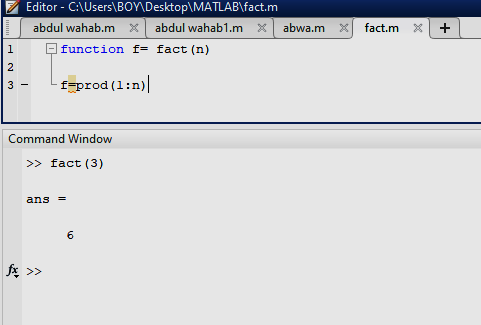 Editor - C:\Users\BOY\Desktop\MATLAB\fact.m
abdul wahab.m × abdul wahab1.m × abwa.m × fact.m × +
1 function f= fact(n)
2
3 – f=prod(1:n)
Command Window
>> fact(3)
ans =
6
fx >>